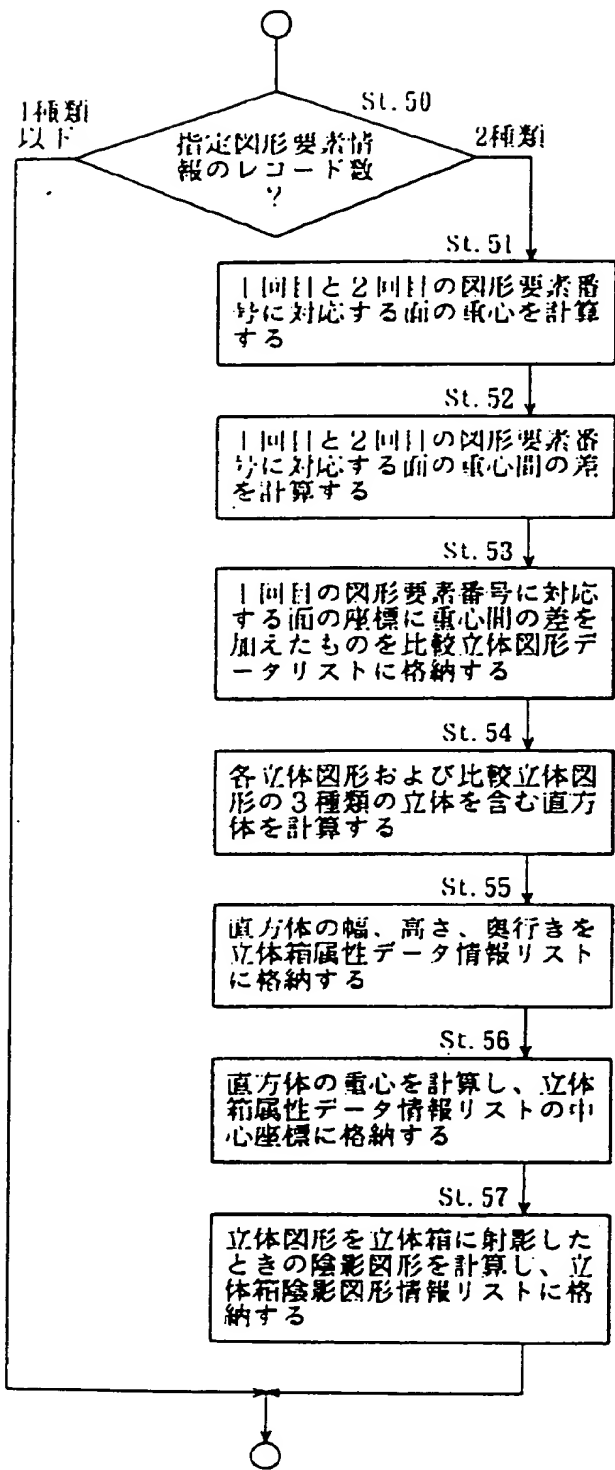 1種類
以下
St.50
指定図形要素情
報のレコード数
?
2種類
St.51
1回目と2回目の図形要素番
号に対応する面の重心を計算
する
St.52
1回目と2回目の図形要素番
号に対応する面の重心間の差
を計算する
St.53
1回目の図形要素番号に対応
する面の座標に重心間の差を
加えたものを比較立体図形デ
ータリストに格納する
St.54
各立体図形および比較立体図
形の3種類の立体を含む直方
体を計算する
St.55
直方体の幅、高さ、奥行きを
立体箱属性データ情報リスト
に格納する
St.56
直方体の重心を計算し、立体
箱属性データ情報リストの中
心座標に格納する
St.57
立体図形を立体箱に射影した
ときの陰影図形を計算し、立
体箱陰影図形情報リストに格
納する